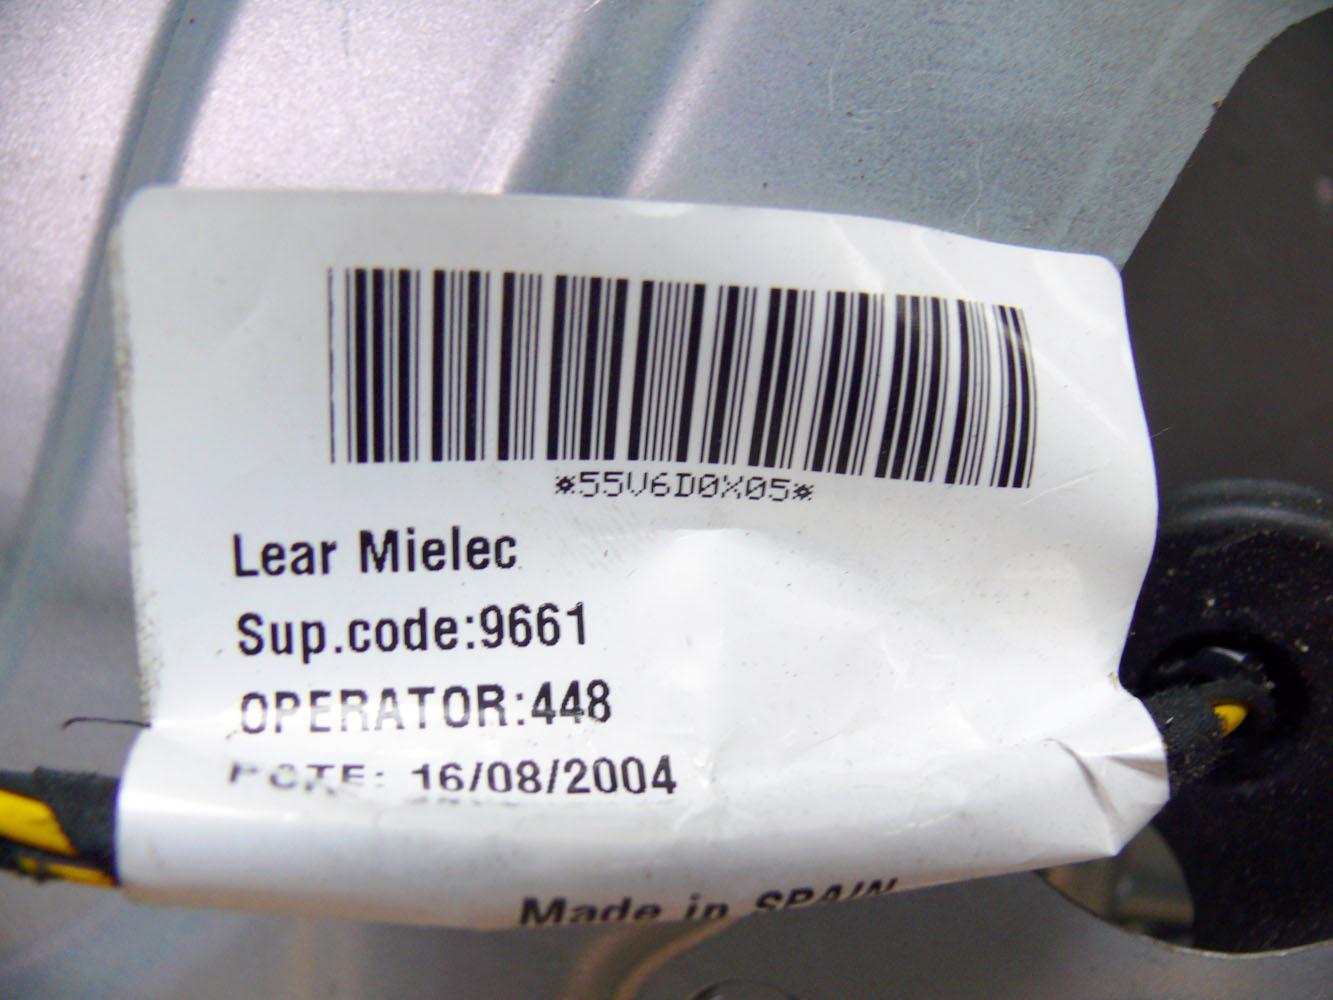 *55V6D0X05*
Lear Mielec
Sup.code:9661
OPERATOR:448
16/08/2004
Made in SPAIN